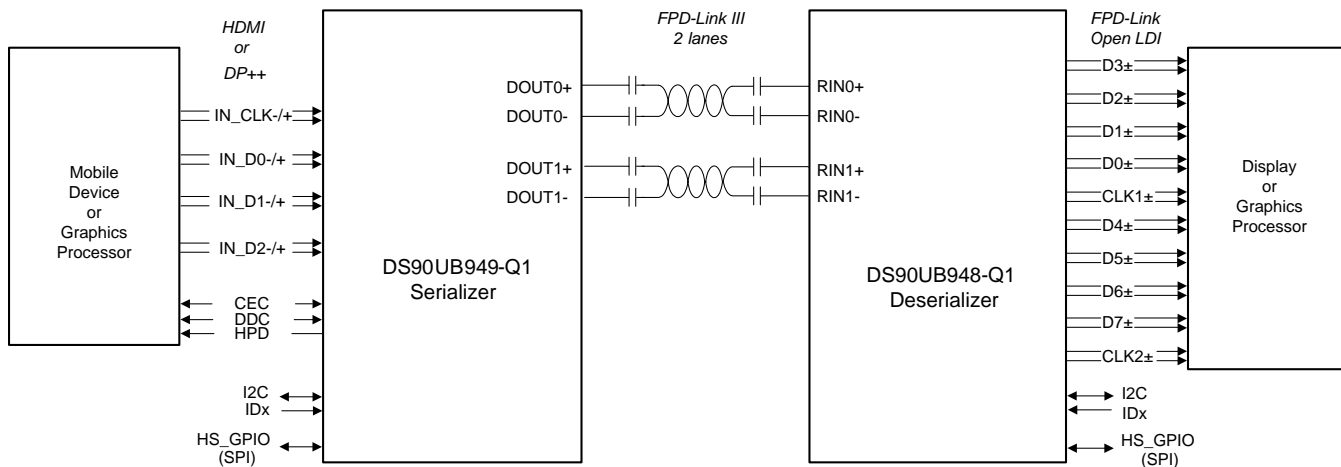 HDMI
or
DP++
FPD-Link III
2 lanes
FPD-Link
Open LDI
Mobile
Device
or
Graphics
Processor
IN_CLK-/+
IN_D0-/+
IN_D1-/+
IN_D2-/+
CEC
DDC
HPD
I2C
IDx
HS_GPIO
(SPI)
DOUT0+
DOUT0-
DOUT1+
DOUT1-
DS90UB949-Q1
Serializer
RIN0+
RIN0-
RIN1+
RIN1-
DS90UB948-Q1
Deserializer
D3±
D2±
D1±
D0±
CLK1±
D4±
D5±
D6±
D7±
CLK2±
I2C
IDx
HS_GPIO
(SPI)
Display
or
Graphics
Processor